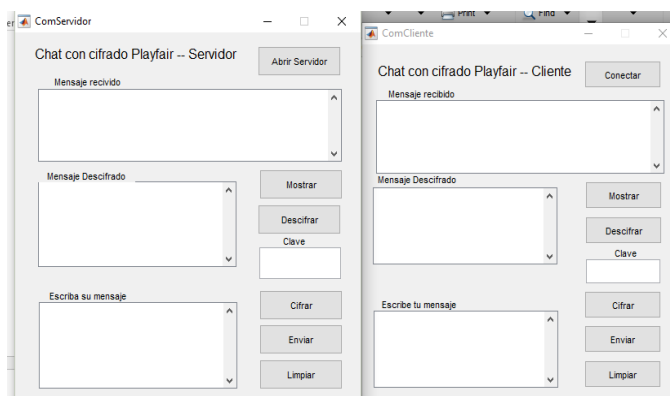 Print
Find
er
ComServidor
Chat con cifrado Playfair -- Servidor
Abrir Servidor
Mensaje recivido
Mensaje Descifrado
Mostrar
Descifrar
Clave
Escriba su mensaje
Cifrar
Enviar
Limpiar
ComCliente
Chat con cifrado Playfair -- Cliente
Conectar
Mensaje recibido
Mensaje Descifrado
Mostrar
Descifrar
Clave
Escribe tu mensaje
Cifrar
Enviar
Limpiar